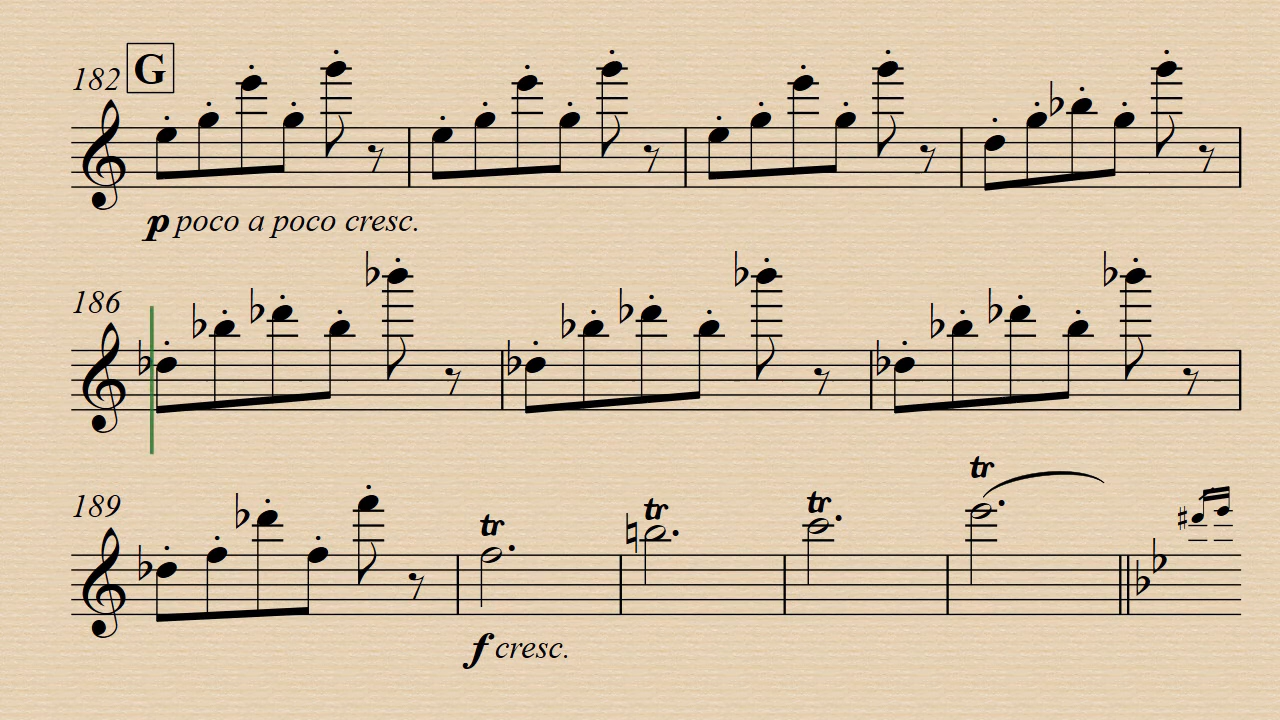 182 G
p poco a poco cresc.
186
189
tr tr tr tr
f cresc.